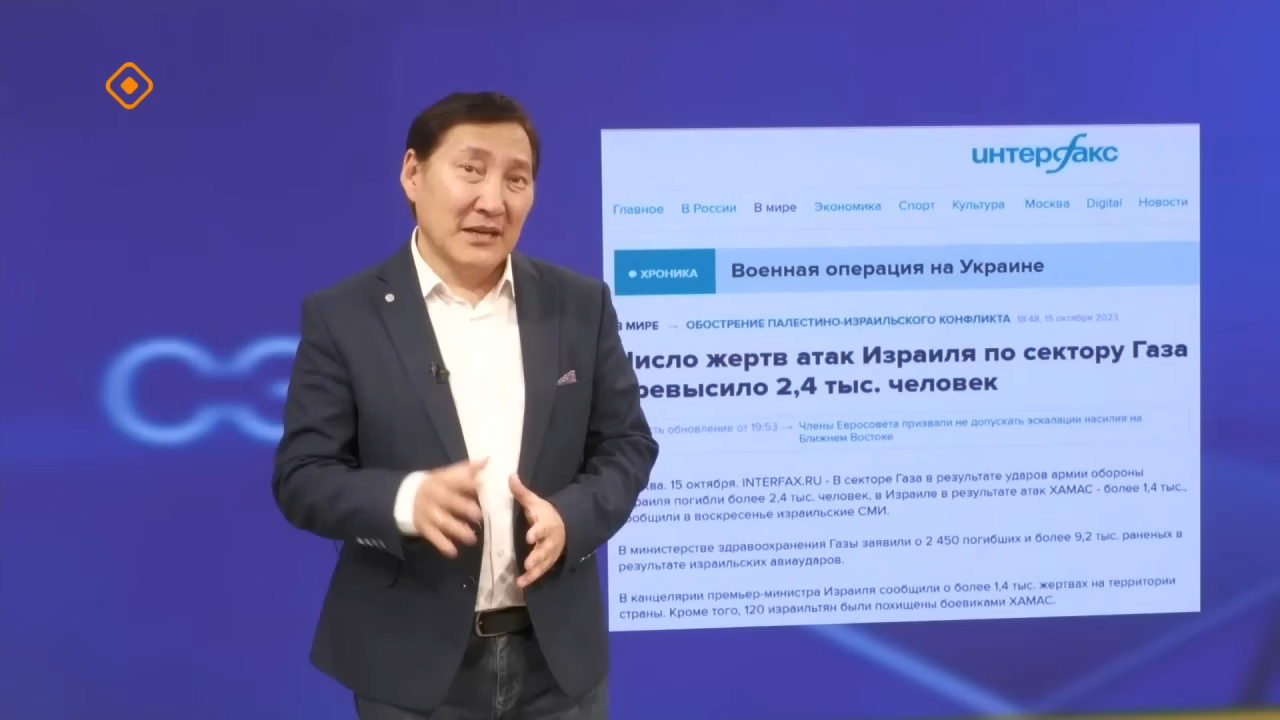 СЭ
интерфакс
Главное В России В мире Экономика Спорт Культура Москва Digital Новости
ХРОНИКА Военная операция на Украине
В МИРЕ → ОБОСТРЕНИЕ ПАЛЕСТИНО-ИЗРАИЛЬСКОГО КОНФЛИКТА 18:48, 15 октября 2023
Число жертв атак Израиля по сектору Газа
превысило 2,4 тыс. человек
обновление от 19:53 → Члены Евросовета призвали не допускать эскалации насилия на
Ближнем Востоке
15 октября. INTERFAX.RU - В секторе Газа в результате ударов армии обороны
погибли более 2,4 тыс. человек, в Израиле в результате атак ХАМАС - более 1,4 тыс.,
сообщили в воскресенье израильские СМИ.
В министерстве здравоохранения Газы заявили о 2 450 погибших и более 9,2 тыс. раненых в
результате израильских авиаударов.
В канцелярии премьер-министра Израиля сообщили о более 1,4 тыс. жертвах на территории
страны. Кроме того, 120 израильтян были похищены боевиками ХАМАС.